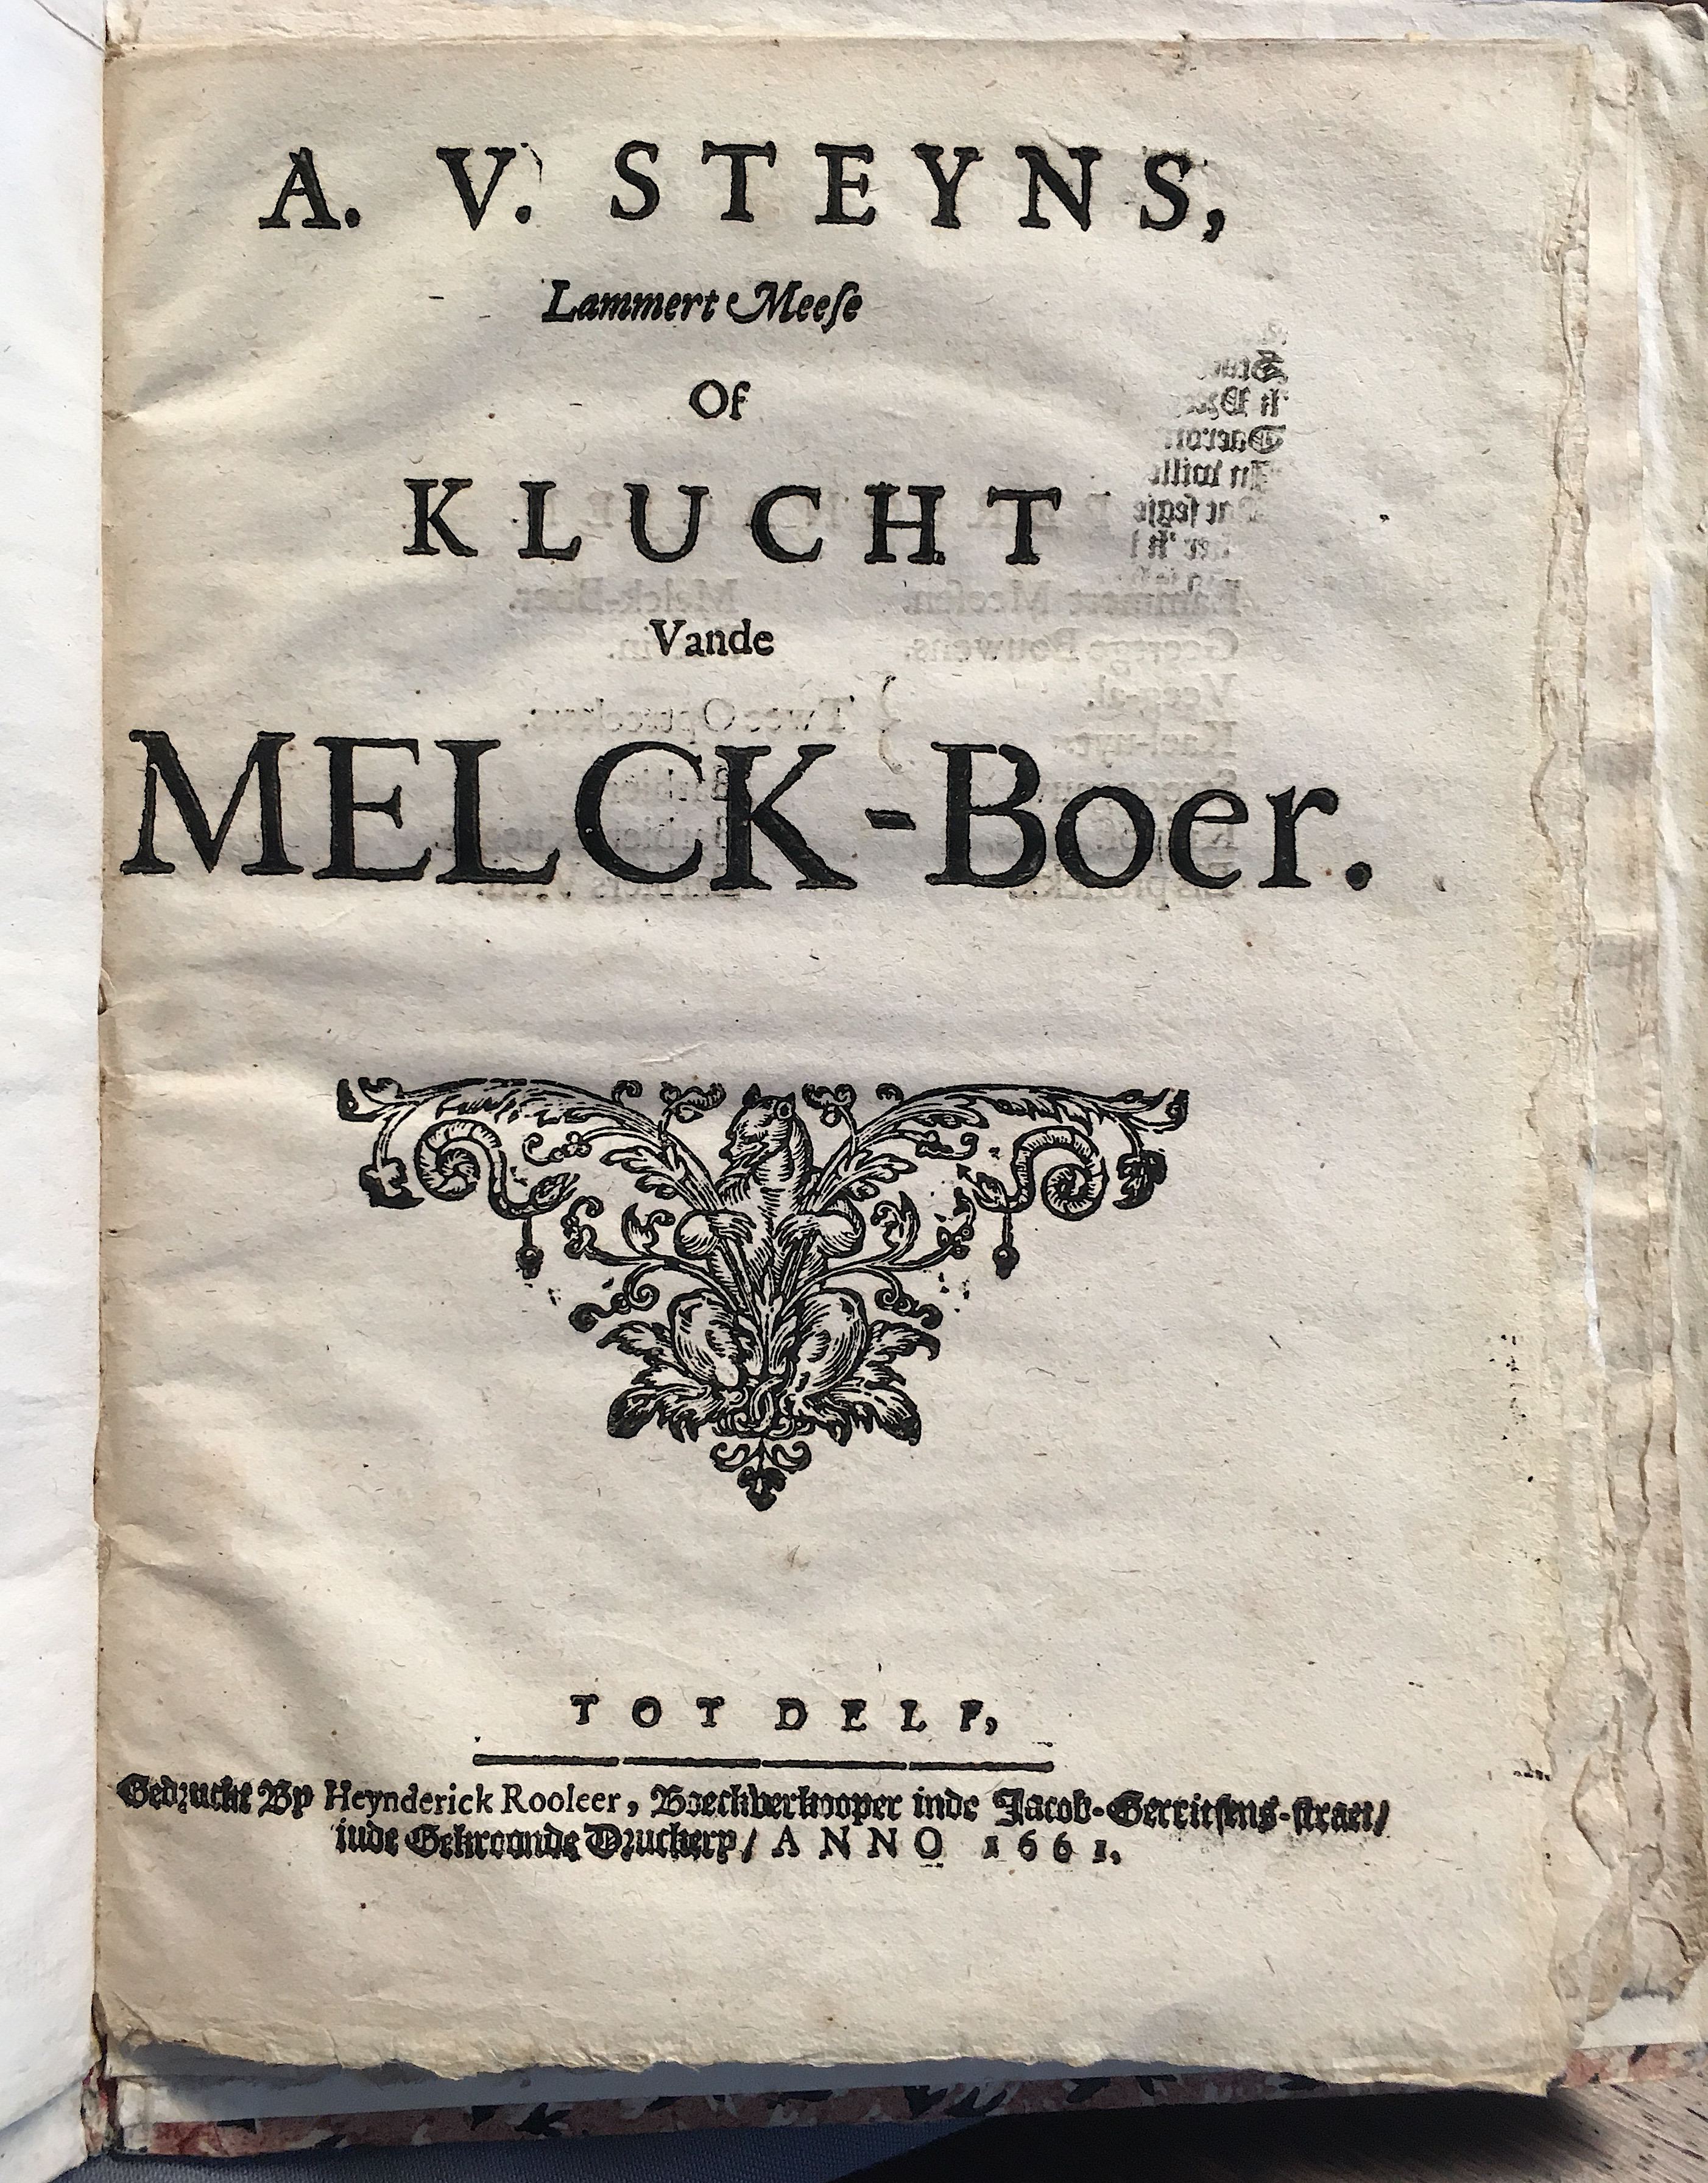 A. V. STEYNS,
Lammert Meeſe
Of
KLUCHT
Vande
MELCK-Boer.
TOT DELF,
Gedruckt By Heynderick Rooleer, Boeckverkooper inde Jacob-Gerritsens-straet/
inde Gekroonde Druckery / ANNO 1661.